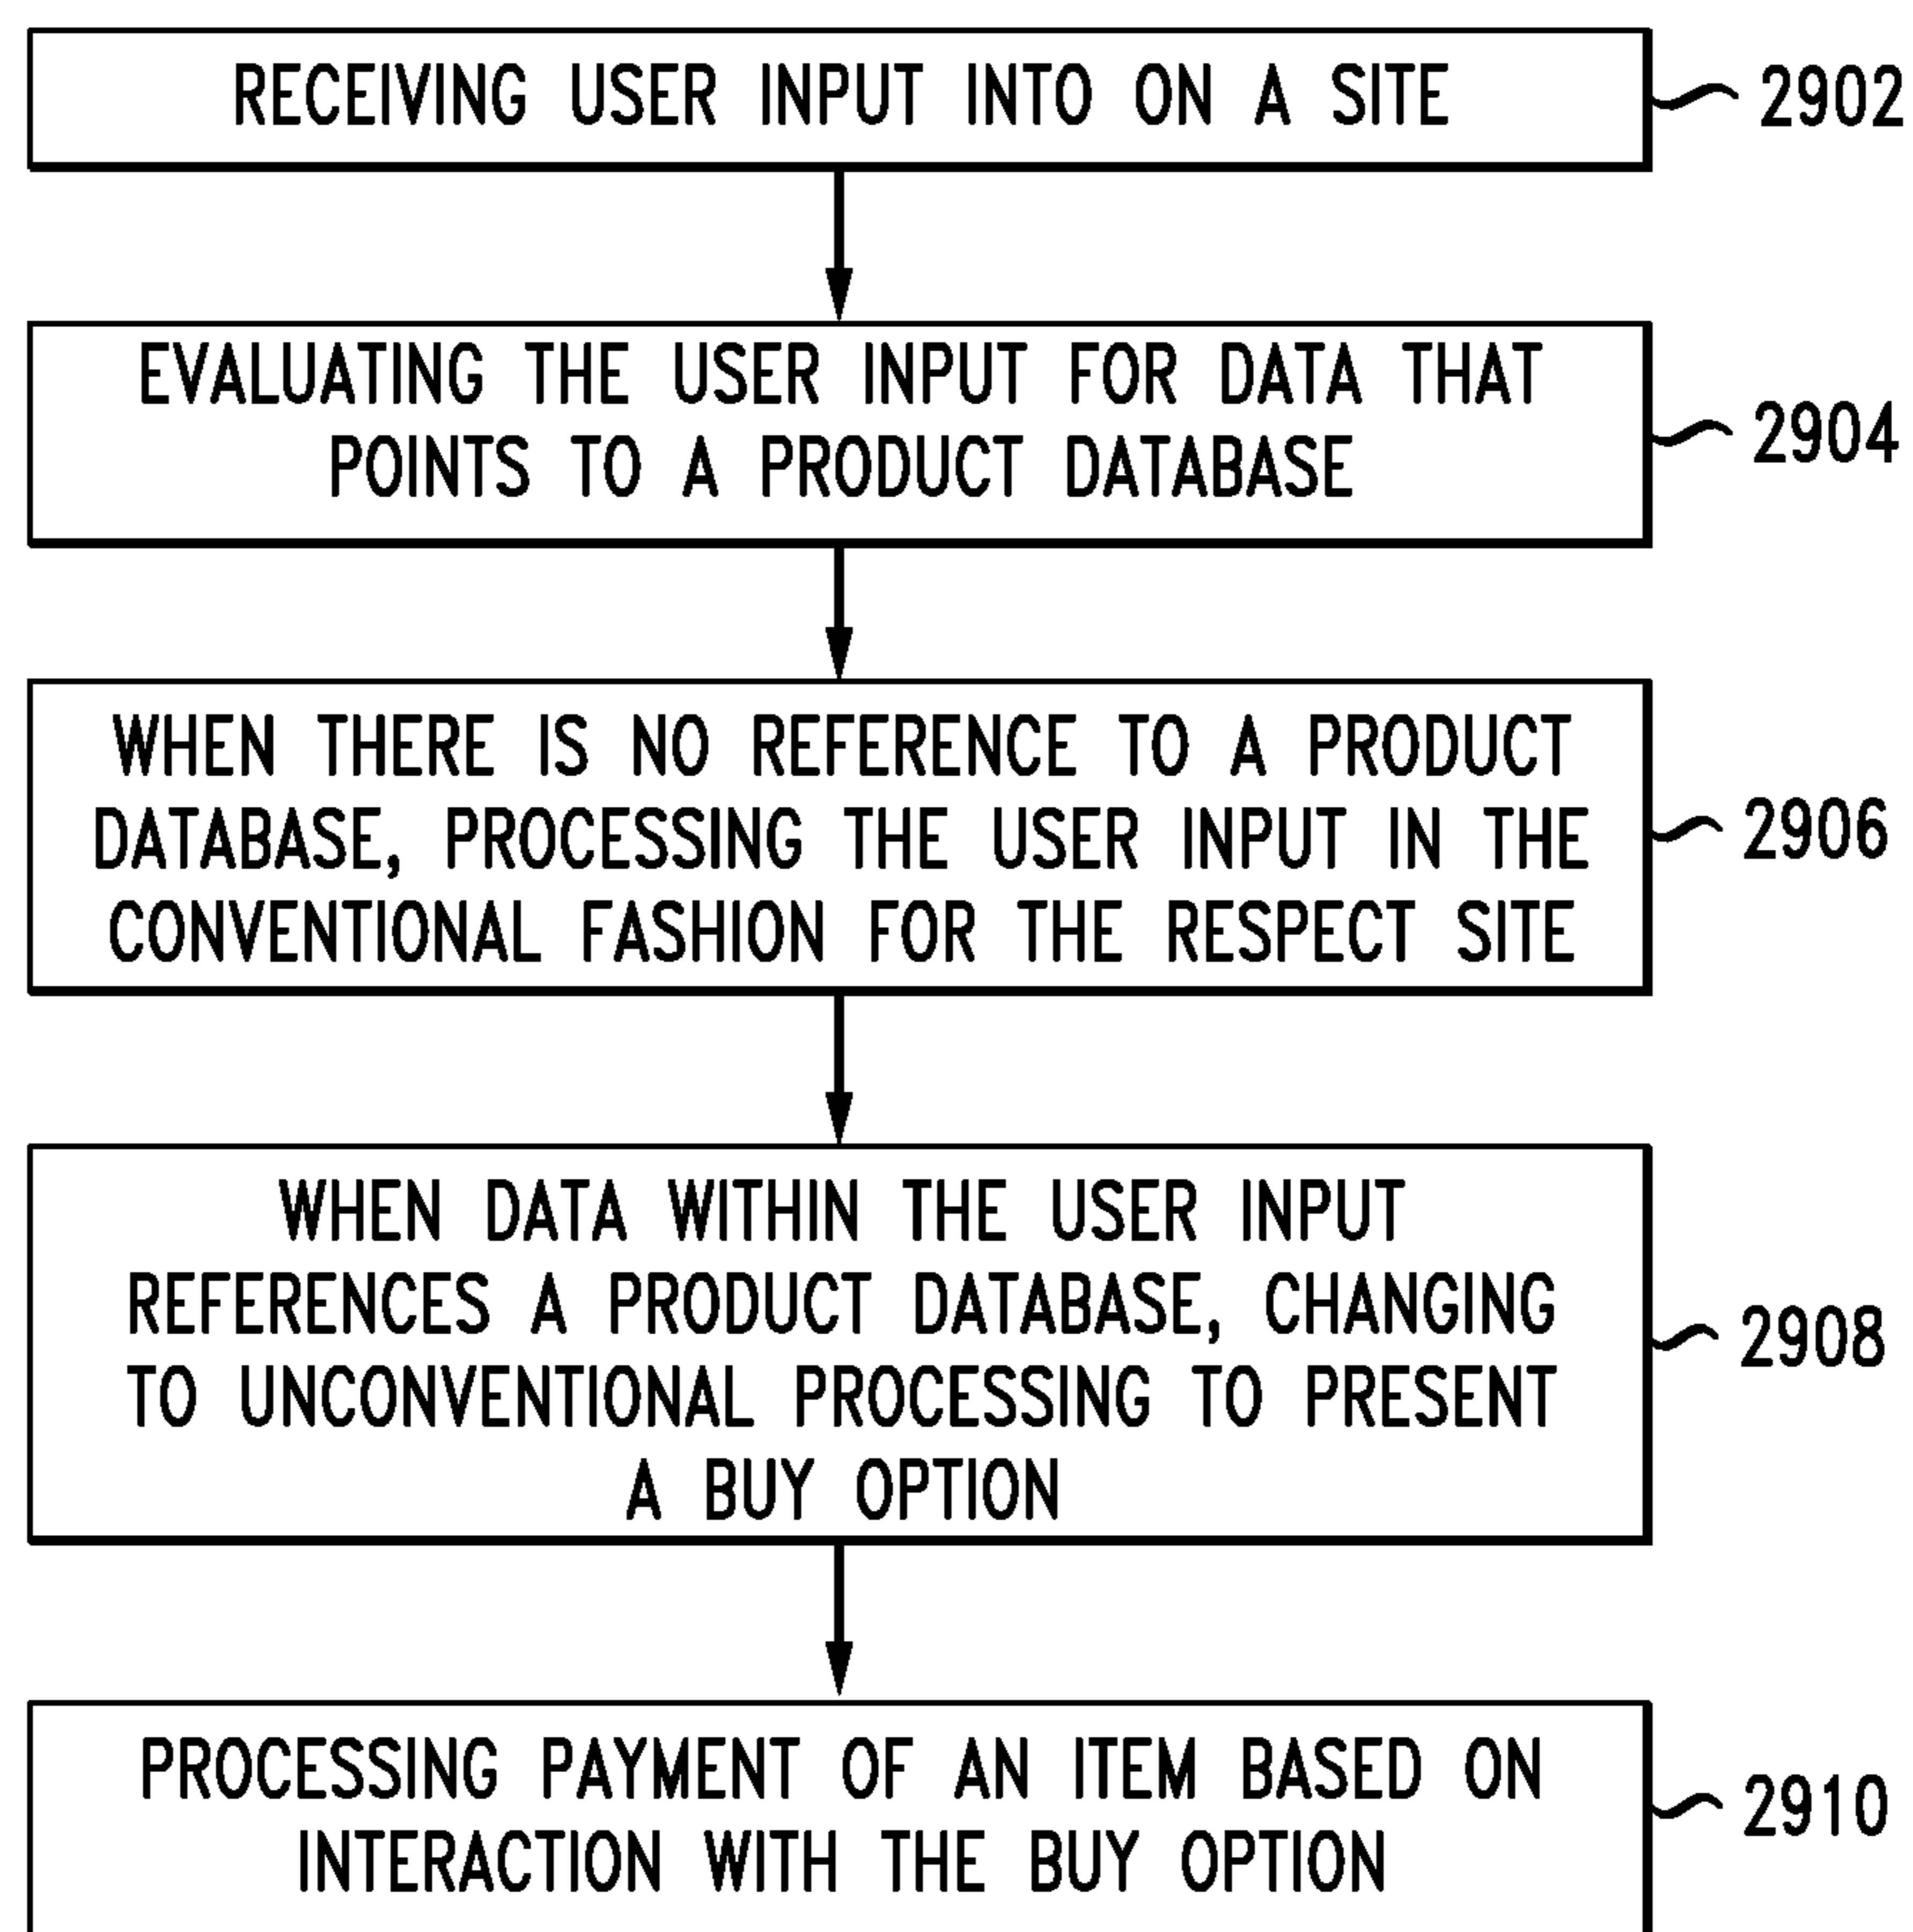 RECEIVING USER INPUT INTO ON A SITE
2902
EVALUATING THE USER INPUT FOR DATA THAT
POINTS TO A PRODUCT DATABASE
2904
WHEN THERE IS NO REFERENCE TO A PRODUCT
DATABASE, PROCESSING THE USER INPUT IN THE
CONVENTIONAL FASHION FOR THE RESPECT SITE
2906
WHEN DATA WITHIN THE USER INPUT
REFERENCES A PRODUCT DATABASE, CHANGING
TO UNCONVENTIONAL PROCESSING TO PRESENT
A BUY OPTION
2908
PROCESSING PAYMENT OF AN ITEM BASED ON
INTERACTION WITH THE BUY OPTION
2910